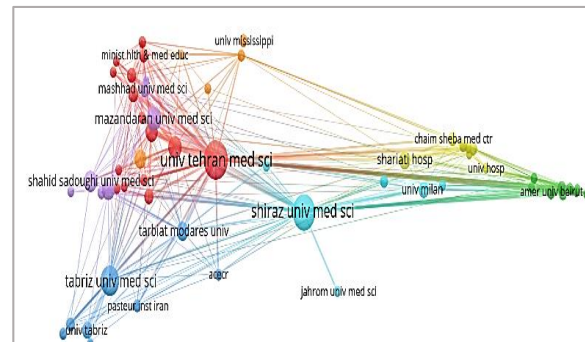 univ mississippi
minist hlth & med educ
mashhad univ med sci
mazandaran univ med sci
chaim sheba med ctr
univ tehran med sci
shariati hosp
univ hosp
shahid sadoughi univ med sci
univ milan
amer univ beirut
shiraz univ med sci
tarbiat modares univ
acecr
tabriz univ med sci
jahrom univ med sci
pasteur inst iran
univ tabriz